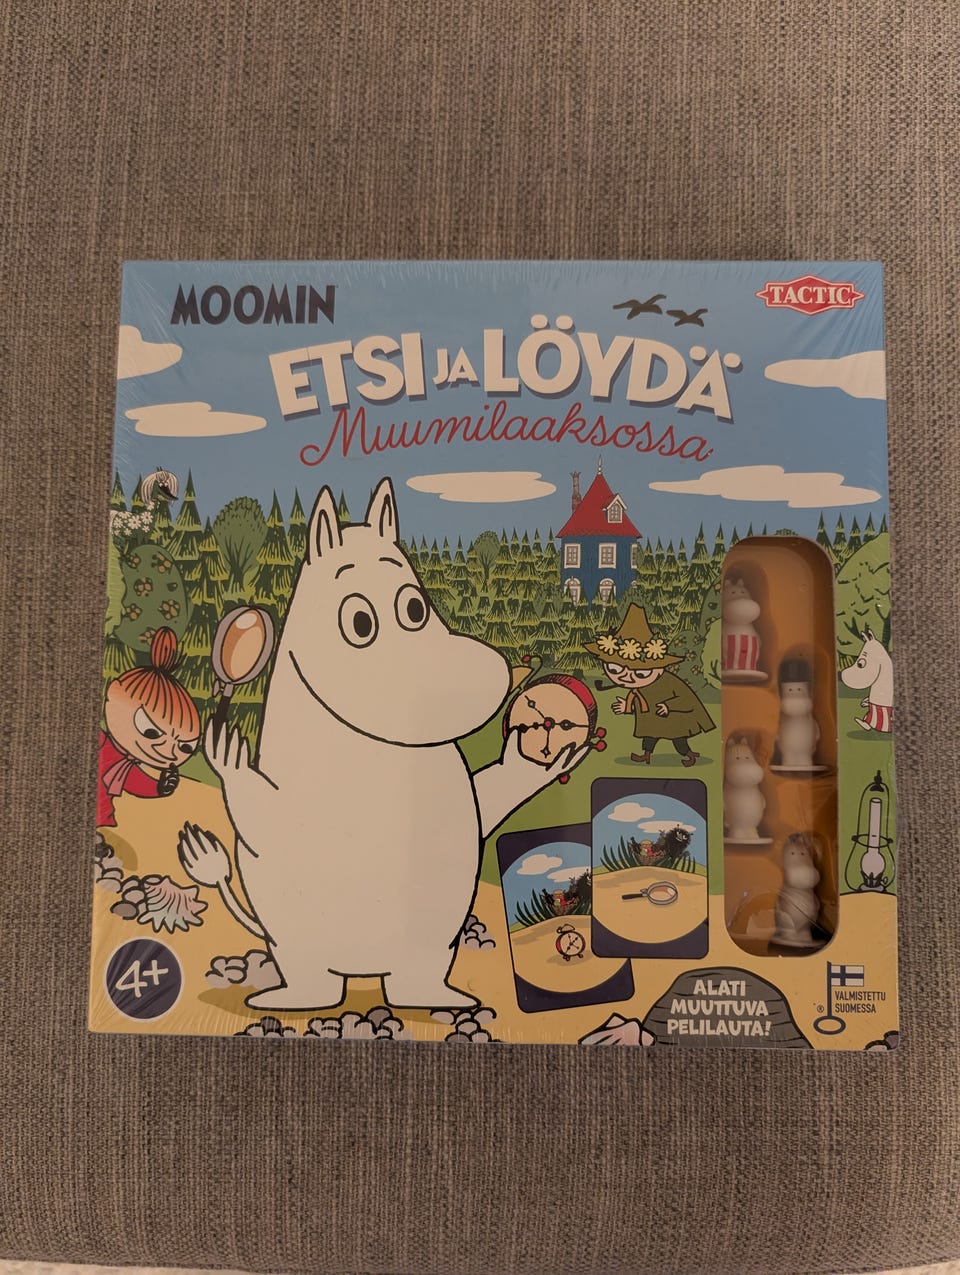 MOOMIN
TACTIC
ETSI JA LÖYDÄ
Muumilaaksossa
4+
ALATI
MUUTTUVA
PELILAUTA!
® VALMISTETTU
SUOMESSA